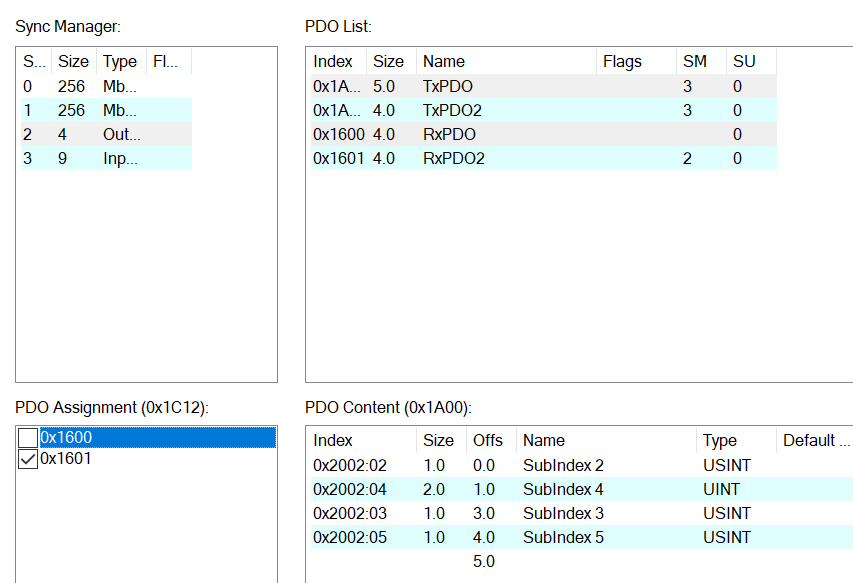 Sync Manager:
S... Size Type Fl...
0 256 Mb...
1 256 Mb...
2 4 Out...
3 9 Inp...
PDO List:
Index Size Name Flags SM SU
0x1A... 5.0 TxPDO 3 0
0x1A... 4.0 TxPDO2 3 0
0x1600 4.0 RxPDO 0
0x1601 4.0 RxPDO2 2 0
PDO Assignment (0x1C12):
0x1600
0x1601
PDO Content (0x1A00):
Index Size Offs Name Type Default ...
0x2002:02 1.0 0.0 SubIndex 2 USINT
0x2002:04 2.0 1.0 SubIndex 4 UINT
0x2002:03 1.0 3.0 SubIndex 3 USINT
0x2002:05 1.0 4.0 SubIndex 5 USINT
5.0